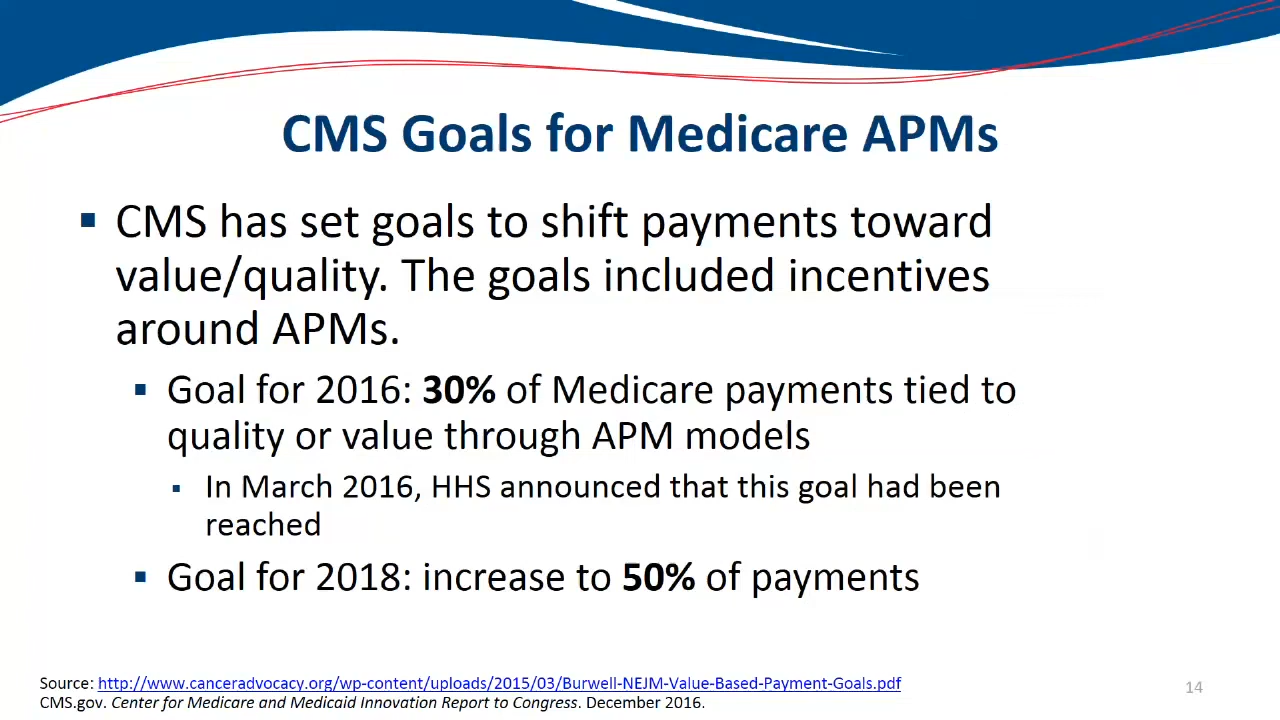 CMS Goals for Medicare APMs
▪ CMS has set goals to shift payments toward
value/quality. The goals included incentives
around APMs.
▪ Goal for 2016: 30% of Medicare payments tied to
quality or value through APM models
▪ In March 2016, HHS announced that this goal had been
reached
▪ Goal for 2018: increase to 50% of payments
Source: http://www.canceradvocacy.org/wp-content/uploads/2015/03/Burwell-NEJM-Value-Based-Payment-Goals.pdf
CMS.gov. Center for Medicare and Medicaid Innovation Report to Congress. December 2016.
14